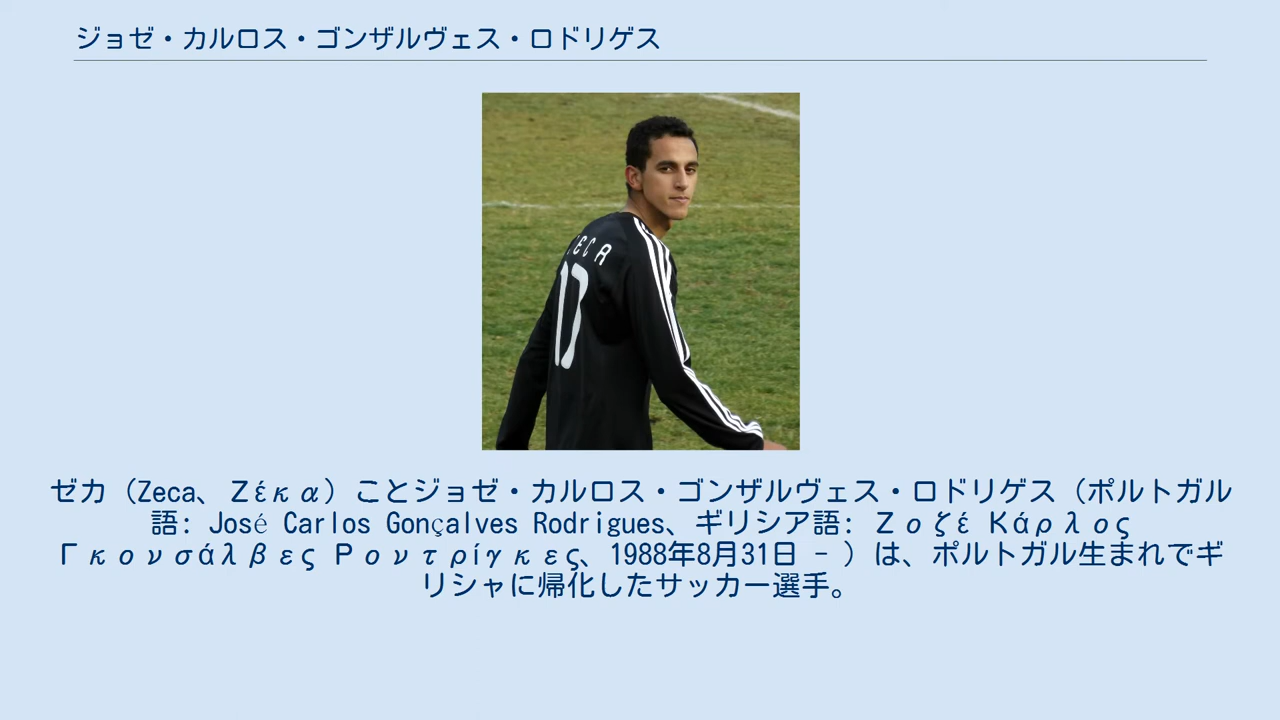 ジョゼ・カルロス・ゴンザルヴェス・ロドリゲス
ECA
17
ゼカ（Zeca、Ζέκα）ことジョゼ・カルロス・ゴンザルヴェス・ロドリゲス（ポルトガル
語: José Carlos Gonçalves Rodrigues、ギリシア語: Ζοζέ Κάρλος
Γκονσάλβες Ροντρίγκες、1988年8月31日 - ）は、ポルトガル生まれでギ
リシャに帰化したサッカー選手。